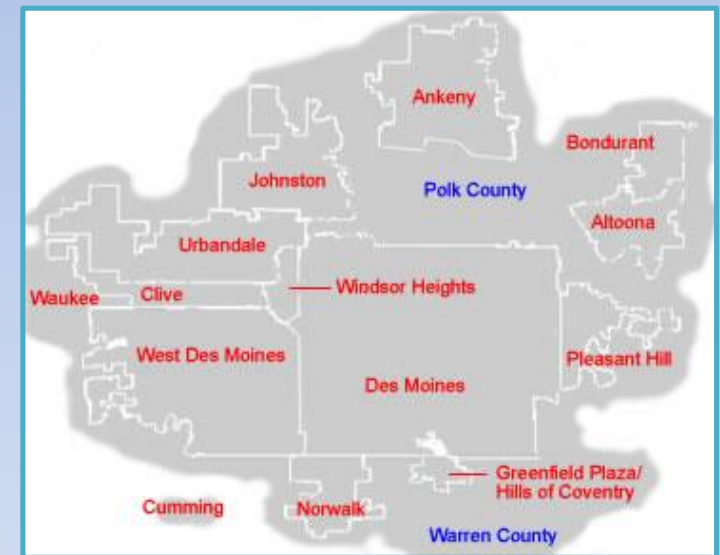 Ankeny
Bondurant
Johnston
Polk County
Altoona
Urbandale
Windsor Heights
Waukee
Clive
West Des Moines
Pleasant Hill
Des Moines
Greenfield Plaza/
Hills of Coventry
Cumming
Norwalk
Warren County